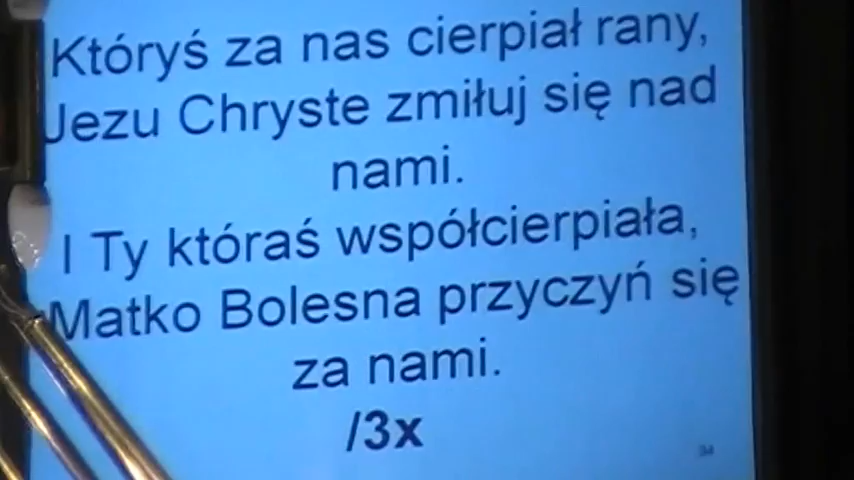 Któryś za nas cierpiał rany,
Jezu Chryste zmiłuj się nad
nami.
I Ty któraś współcierpiała,
Matko Bolesna przyczyń się
za nami.
/3x
34